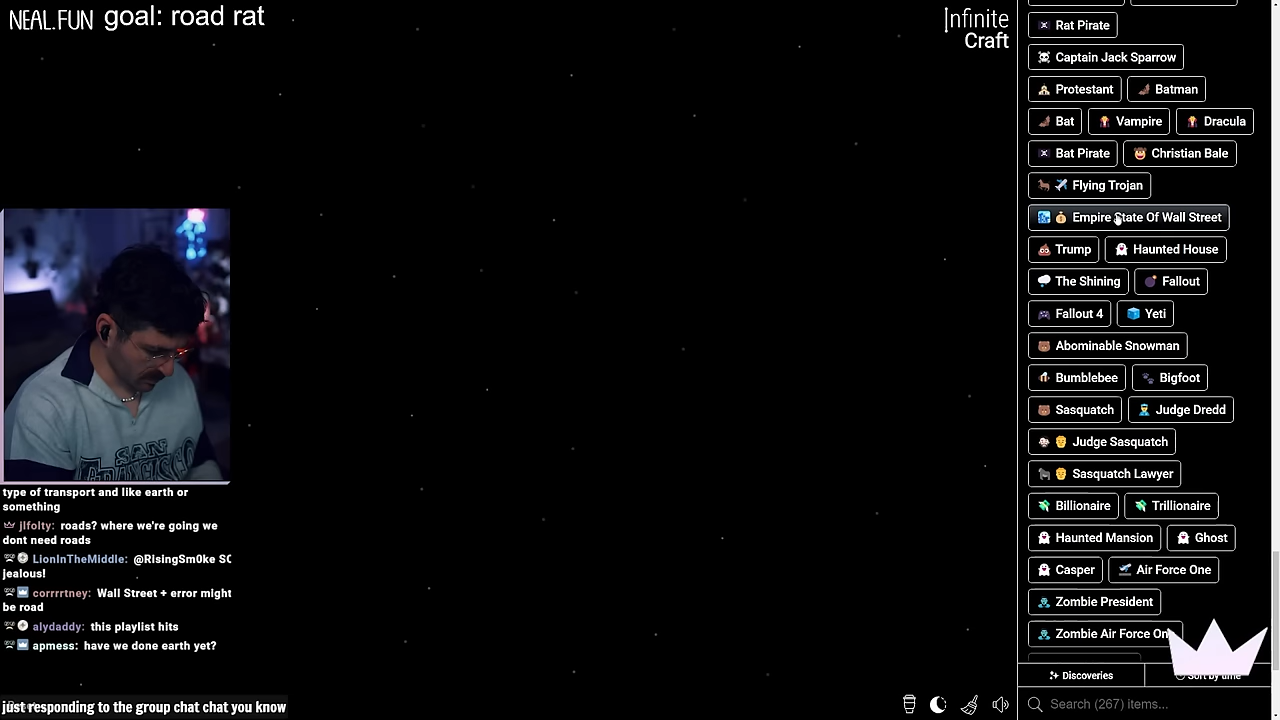 NEAL.FUN goal: road rat
Infinite
Craft
Rat Pirate
Captain Jack Sparrow
Protestant Batman
Bat Vampire Dracula
Bat Pirate Christian Bale
Flying Trojan
Empire State Of Wall Street
Trump Haunted House
The Shining Fallout
Fallout 4 Yeti
Abominable Snowman
Bumblebee Bigfoot
Sasquatch Judge Dredd
Judge Sasquatch
Sasquatch Lawyer
Billionaire Trillionaire
Haunted Mansion Ghost
Casper Air Force One
Zombie President
Zombie Air Force On
Discoveries Sort by time
Search (267) items...
SAN
type of transport and like earth or
something
jlfolty: roads? where we're going we
dont need roads
LionInTheMiddle: @RisingSm0ke SO
jealous!
corrrrtney: Wall Street + error might
be road
alydaddy: this playlist hits
apmess: have we done earth yet?
just responding to the group chat chat you know